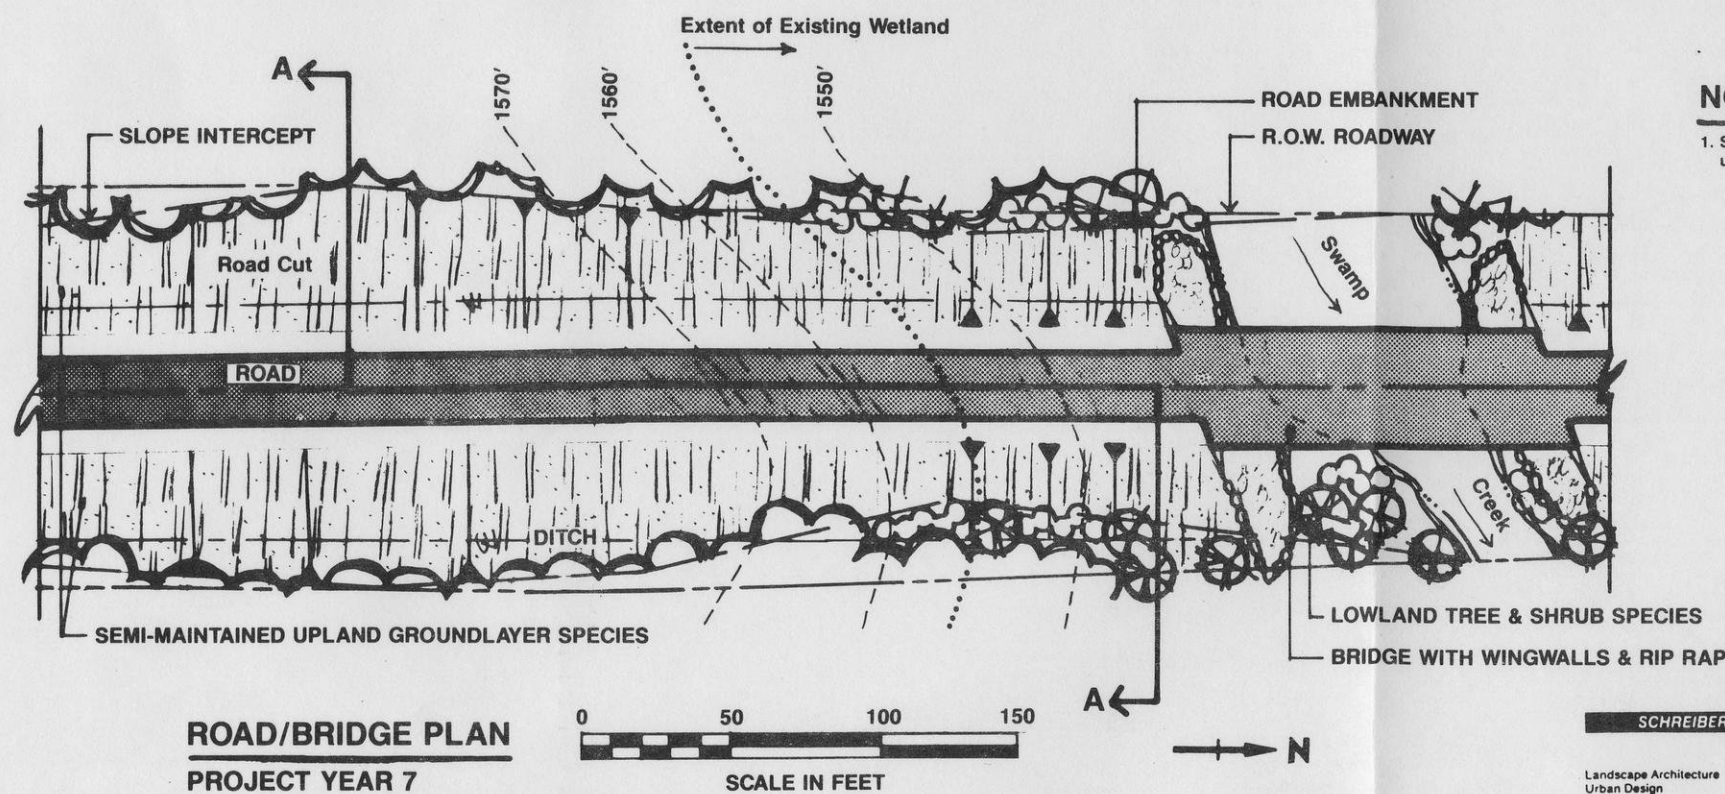 Extent of Existing Wetland
A
1570'
1560'
1550'
SLOPE INTERCEPT
ROAD EMBANKMENT
R.O.W. ROADWAY
1. S
Road Cut
Swamp
ROAD
Creek
DITCH
SEMI-MAINTAINED UPLAND GROUNDLAYER SPECIES
LOWLAND TREE & SHRUB SPECIES
BRIDGE WITH WINGWALLS & RIP RAP
A
ROAD/BRIDGE PLAN
PROJECT YEAR 7
0 50 100 150
SCALE IN FEET
N
SCHREIBER
Landscape Architecture
Urban Design